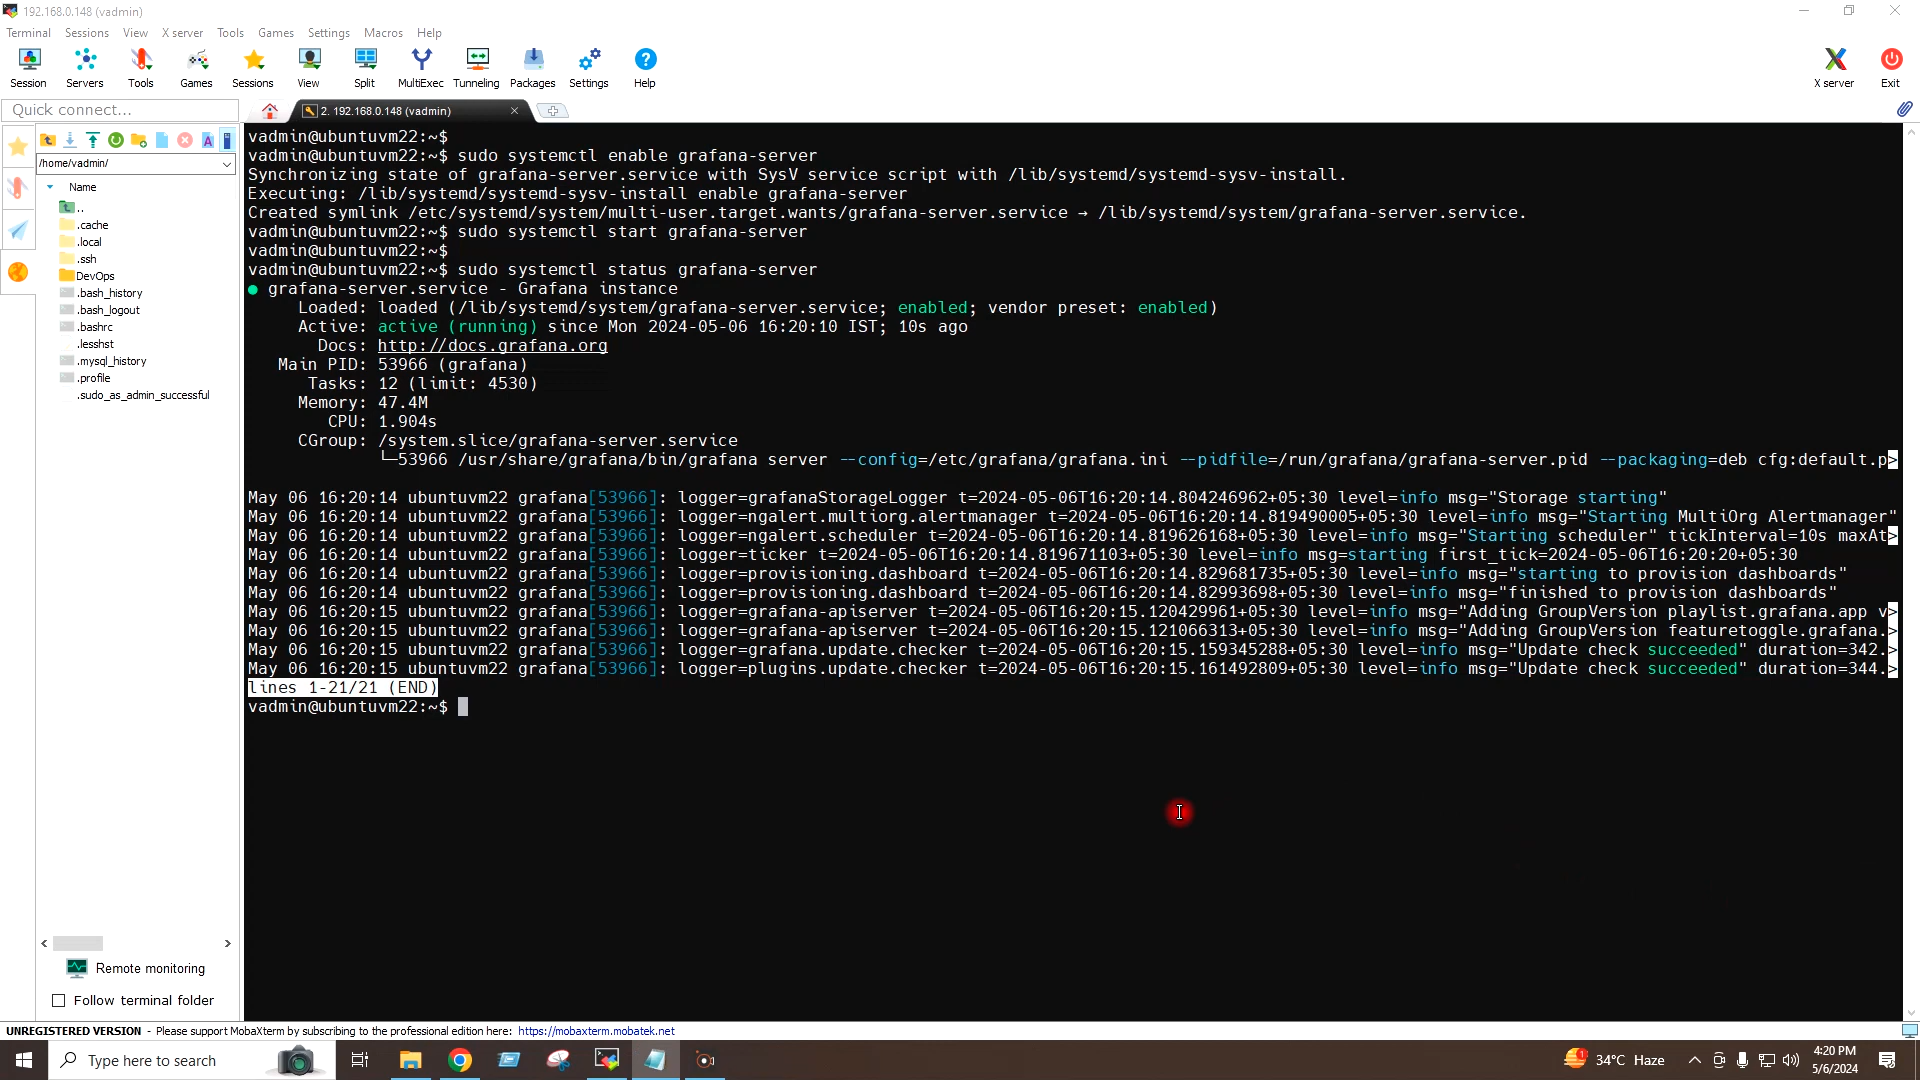 192.168.0.148 (vadmin)
Terminal Sessions View X server Tools Games Settings Macros Help
Session Servers Tools Games Sessions View Split MultiExec Tunneling Packages Settings Help X server Exit
Quick connect...
2. 192.168.0.148 (vadmin)
/home/vadmin/
Name
..
.cache
.local
.ssh
DevOps
.bash_history
.bash_logout
.bashrc
.lesshst
.mysql_history
.profile
.sudo_as_admin_successful
Remote monitoring
Follow terminal folder
vadmin@ubuntuvm22:~$
vadmin@ubuntuvm22:~$ sudo systemctl enable grafana-server
Synchronizing state of grafana-server.service with SysV service script with /lib/systemd/systemd-sysv-install.
Executing: /lib/systemd/systemd-sysv-install enable grafana-server
Created symlink /etc/systemd/system/multi-user.target.wants/grafana-server.service → /lib/systemd/system/grafana-server.service.
vadmin@ubuntuvm22:~$ sudo systemctl start grafana-server
vadmin@ubuntuvm22:~$
vadmin@ubuntuvm22:~$ sudo systemctl status grafana-server
● grafana-server.service - Grafana instance
Loaded: loaded (/lib/systemd/system/grafana-server.service; enabled; vendor preset: enabled)
Active: active (running) since Mon 2024-05-06 16:20:10 IST; 10s ago
Docs: http://docs.grafana.org
Main PID: 53966 (grafana)
Tasks: 12 (limit: 4530)
Memory: 47.4M
CPU: 1.904s
CGroup: /system.slice/grafana-server.service
└─53966 /usr/share/grafana/bin/grafana server --config=/etc/grafana/grafana.ini --pidfile=/run/grafana/grafana-server.pid --packaging=deb cfg:default.p>
May 06 16:20:14 ubuntuvm22 grafana[53966]: logger=grafanaStorageLogger t=2024-05-06T16:20:14.804246962+05:30 level=info msg="Storage starting"
May 06 16:20:14 ubuntuvm22 grafana[53966]: logger=ngalert.multiorg.alertmanager t=2024-05-06T16:20:14.819490005+05:30 level=info msg="Starting MultiOrg Alertmanager"
May 06 16:20:14 ubuntuvm22 grafana[53966]: logger=ngalert.scheduler t=2024-05-06T16:20:14.819626168+05:30 level=info msg="Starting scheduler" tickInterval=10s maxAt>
May 06 16:20:14 ubuntuvm22 grafana[53966]: logger=ticker t=2024-05-06T16:20:14.819671103+05:30 level=info msg=starting first_tick=2024-05-06T16:20:20+05:30
May 06 16:20:14 ubuntuvm22 grafana[53966]: logger=provisioning.dashboard t=2024-05-06T16:20:14.829681735+05:30 level=info msg="starting to provision dashboards"
May 06 16:20:14 ubuntuvm22 grafana[53966]: logger=provisioning.dashboard t=2024-05-06T16:20:14.82993698+05:30 level=info msg="finished to provision dashboards"
May 06 16:20:15 ubuntuvm22 grafana[53966]: logger=grafana-apiserver t=2024-05-06T16:20:15.120429961+05:30 level=info msg="Adding GroupVersion playlist.grafana.app v>
May 06 16:20:15 ubuntuvm22 grafana[53966]: logger=grafana-apiserver t=2024-05-06T16:20:15.121066313+05:30 level=info msg="Adding GroupVersion featuretoggle.grafana.>
May 06 16:20:15 ubuntuvm22 grafana[53966]: logger=grafana.update.checker t=2024-05-06T16:20:15.159345288+05:30 level=info msg="Update check succeeded" duration=342.>
May 06 16:20:15 ubuntuvm22 grafana[53966]: logger=plugins.update.checker t=2024-05-06T16:20:15.161492809+05:30 level=info msg="Update check succeeded" duration=344.>
lines 1-21/21 (END)
vadmin@ubuntuvm22:~$
UNREGISTERED VERSION - Please support MobaXterm by subscribing to the professional edition here: https://mobaxterm.mobatek.net
Type here to search
1
34°C Haze
4:20 PM
5/6/2024